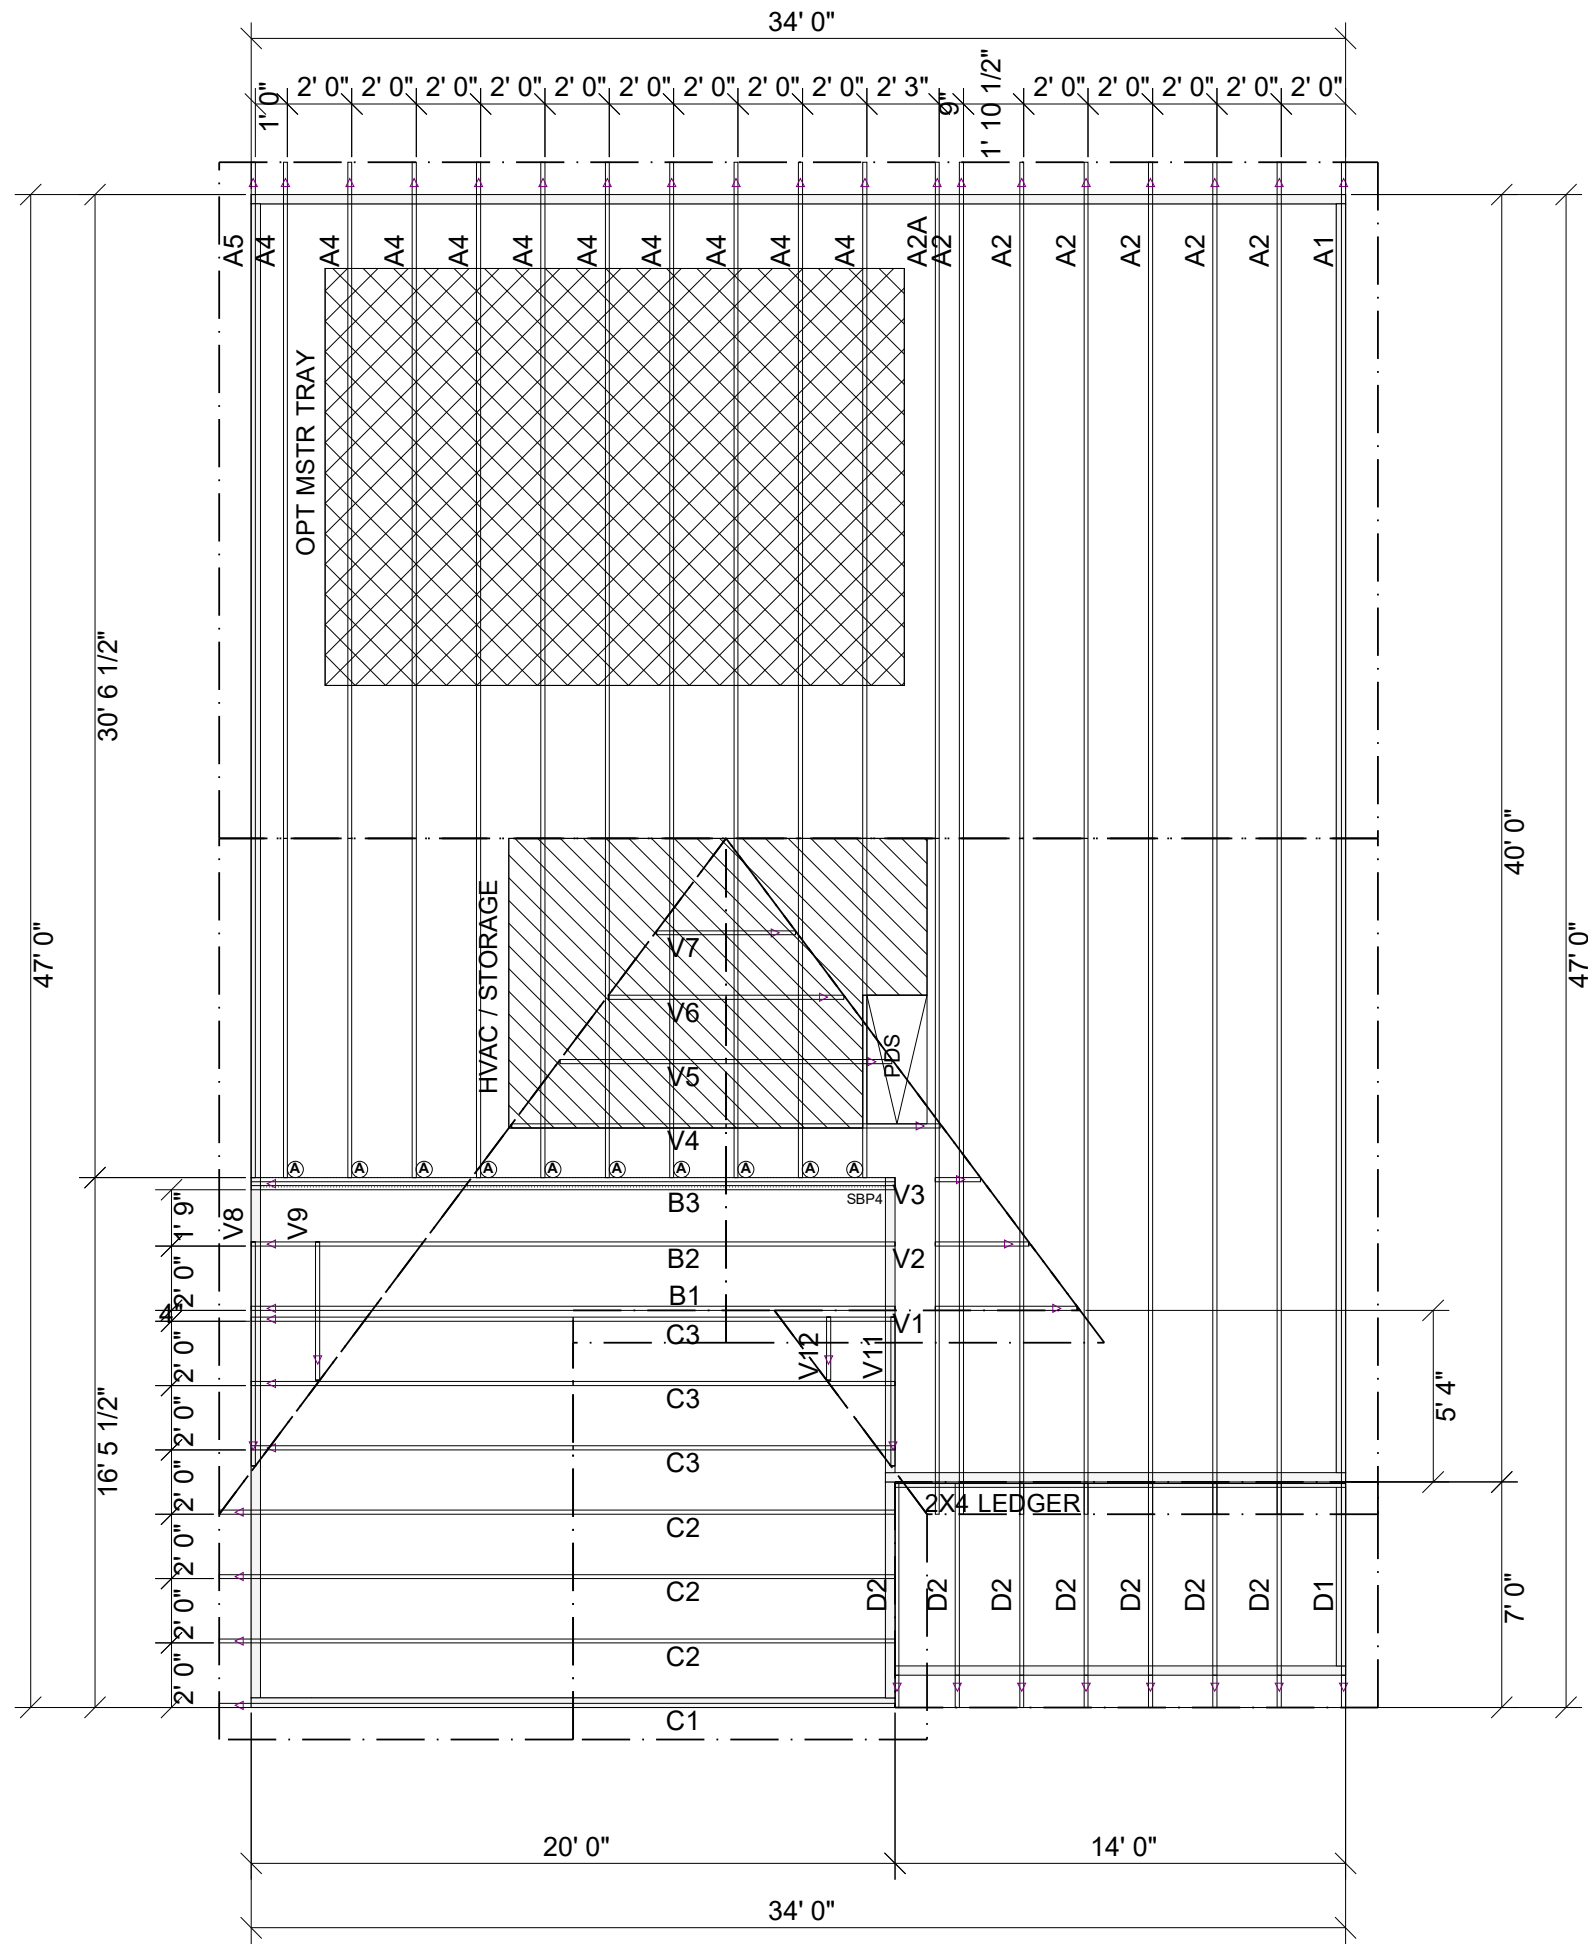 34' 0"
1' 0"
2' 0"
2' 0"
2' 0"
2' 0"
2' 0"
2' 0"
2' 0"
2' 0"
2' 0"
2' 3"
9"
1' 10 1/2"
2' 0"
2' 0"
2' 0"
2' 0"
2' 0"
A5
A4
A4
A4
A4
A4
A4
A4
A4
A4
A4
A2A
A2
A2
A2
A2
A2
A2
A1
OPT MSTR TRAY
30' 6 1/2"
47' 0"
40' 0"
47' 0"
HVAC / STORAGE
V7
V6
PDS
V5
V4
A
A
A
A
A
A
A
A
A
A
B3
SBP4
V3
V8
V9
1' 9"
B2
V2
2' 0"
B1
4"
C3
V1
V12
V11
2' 0"
C3
5' 4"
16' 5 1/2"
2' 0"
C3
2' 0"
2X4 LEDGER
C2
2' 0"
C2
D2
D2
D2
D2
D2
D2
D2
D1
7' 0"
2' 0"
C2
2' 0"
C1
20' 0"
14' 0"
34' 0"